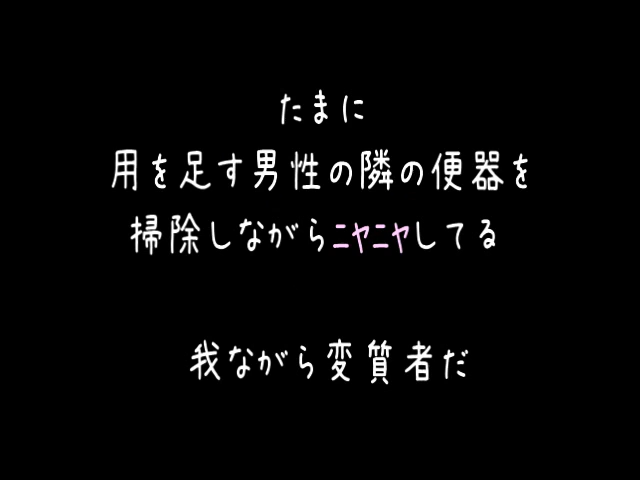 たまに
用を足す男性の隣の便器を
掃除しながらﾆﾔﾆﾔしてる
我ながら変質者だ